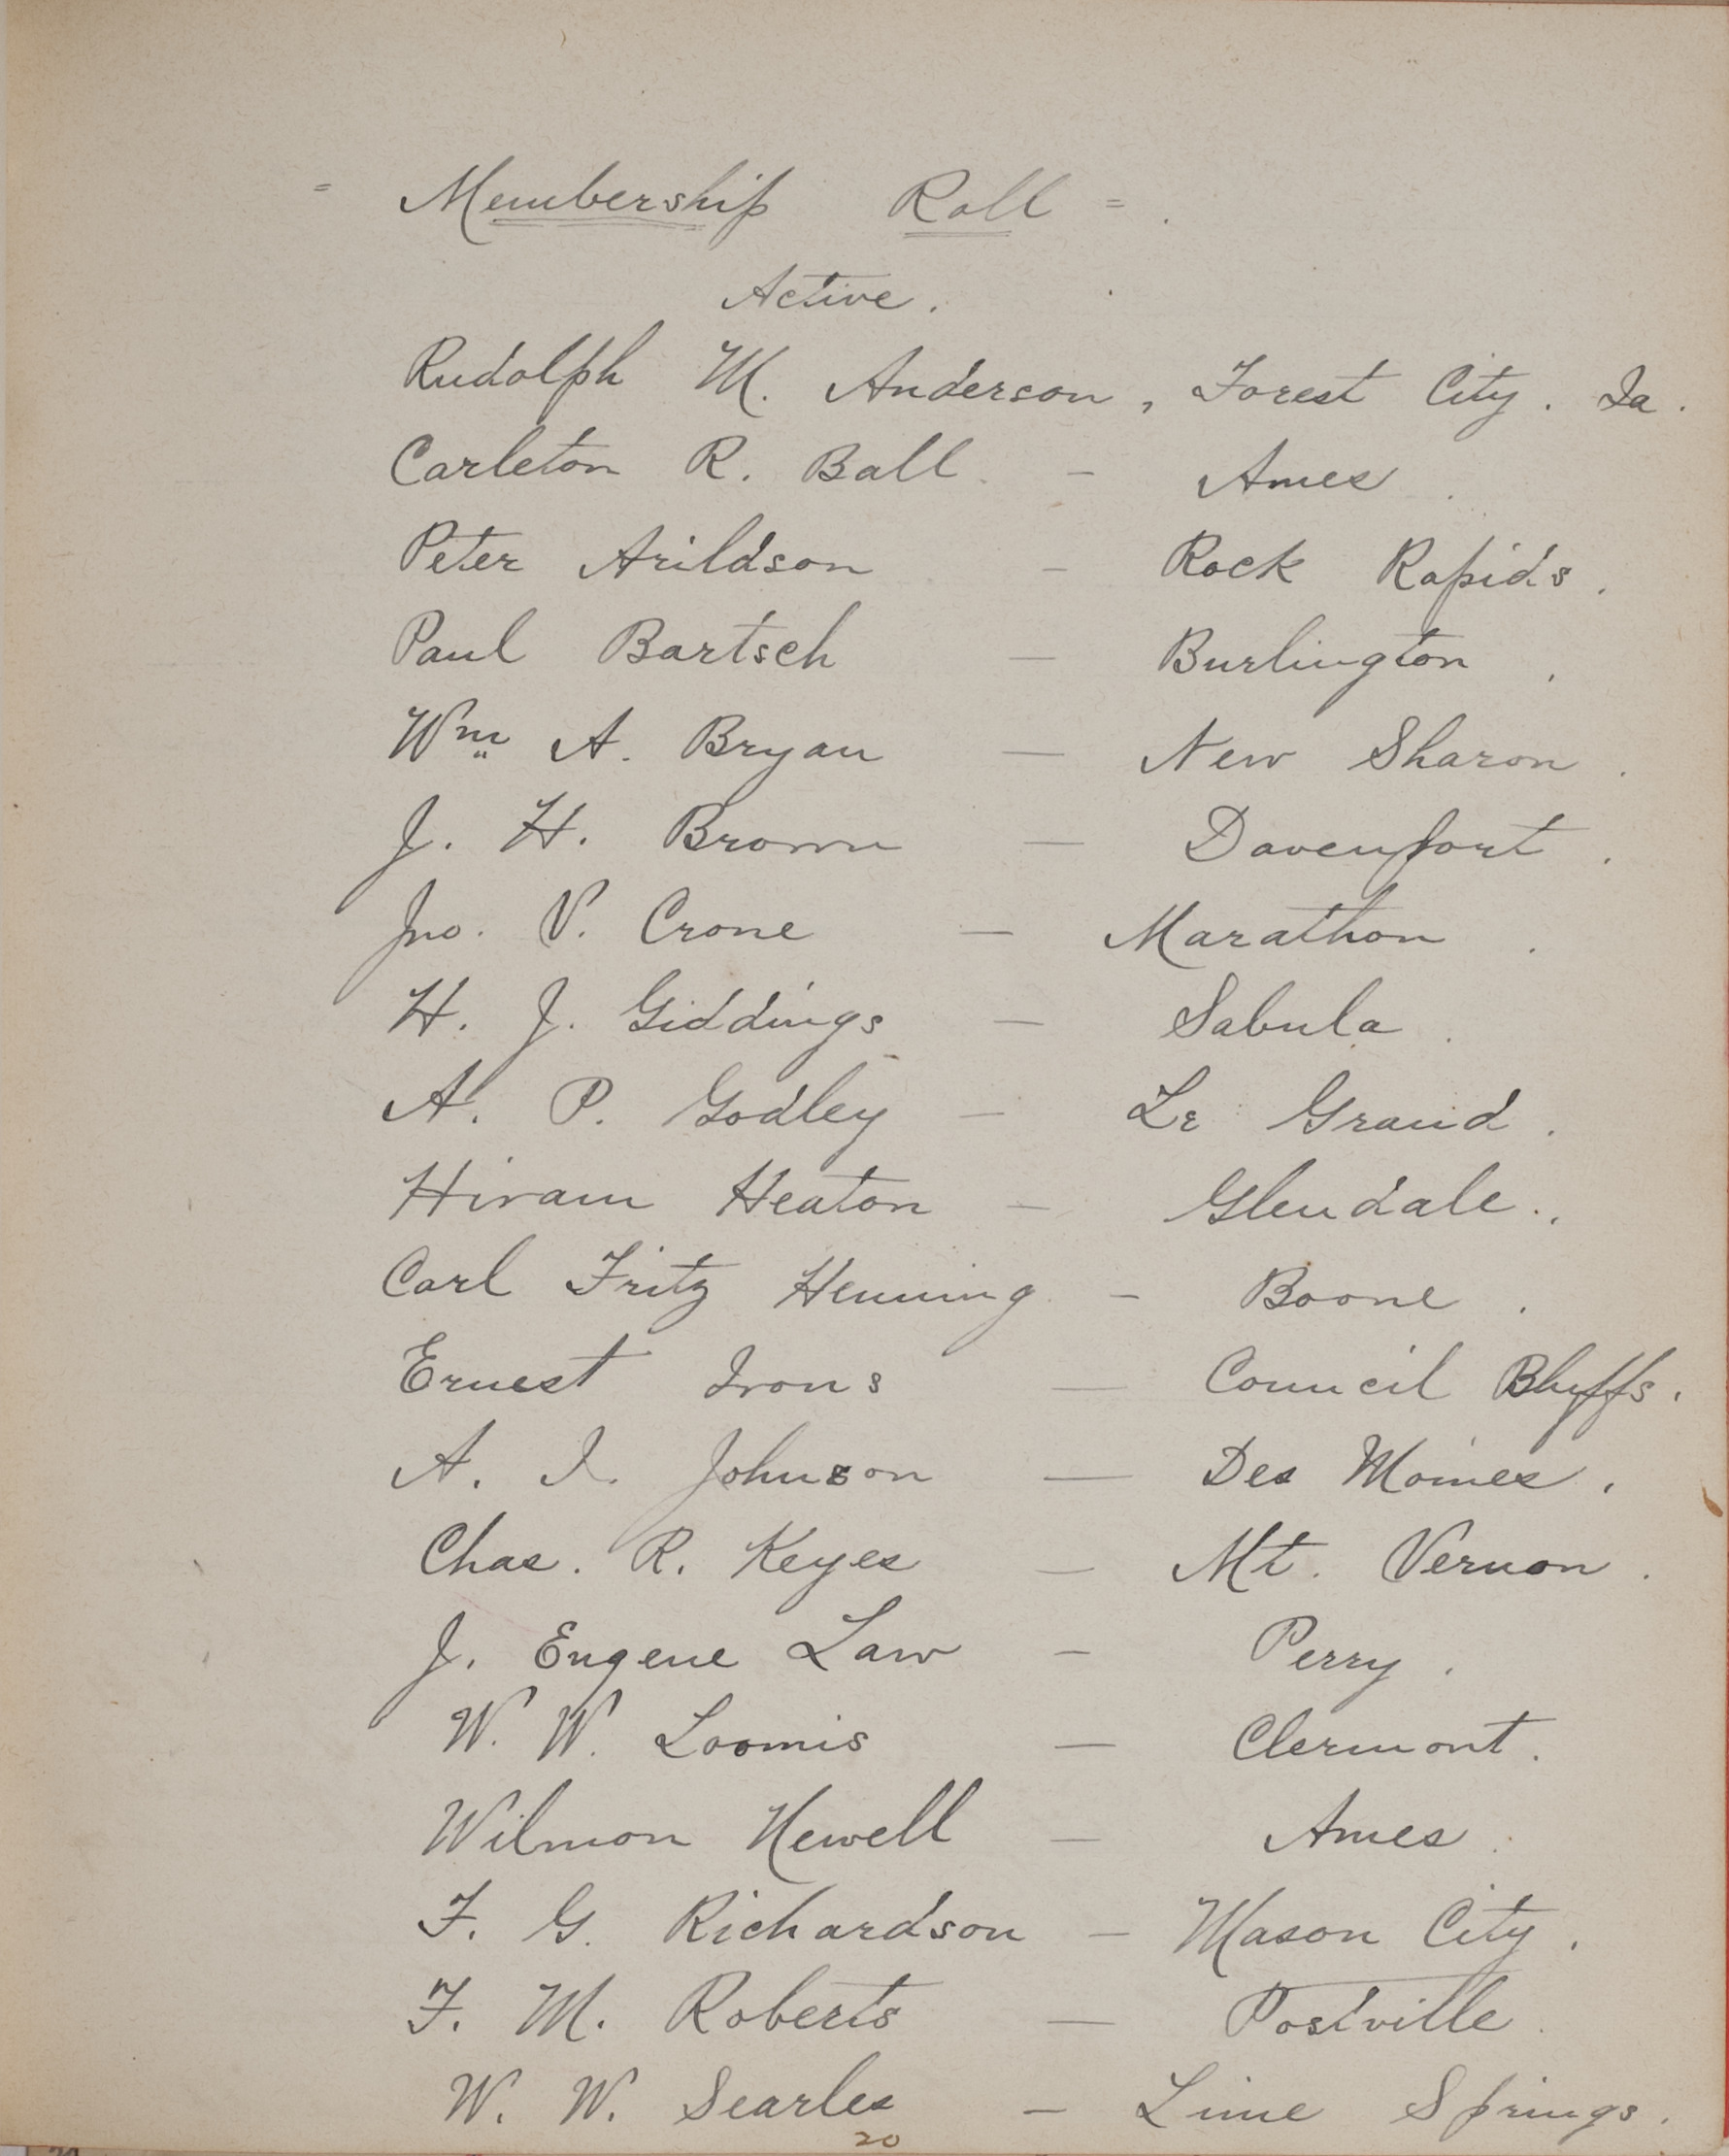 = Membership Roll =.
Active.
Rudolph M. Anderson, Forest City. Ia.
Carleton R. Ball. - Ames.
Peter Arildson - Rock Rapids.
Paul Bartsch - Burlington.
Wm A. Bryan - New Sharon.
J. H. Brown - Davenport.
Jno. V. Crone - Marathon.
H. J. Giddings - Sabula.
A. P. Godley - Le Grand.
Hiram Heaton - Glendale..
Carl Fritz Henning - Boone.
Ernest Irons - Council Bluffs.
A. I. Johnson - Des Moines.
Chas. R. Keyes - Mt. Vernon.
J. Eugene Law - Perry.
W. W. Loomis - Clermont.
Wilmon Newell - Ames.
F. G. Richardson - Mason City.
F. M. Roberts - Postville.
W. W. Searles - Lime Springs.
20